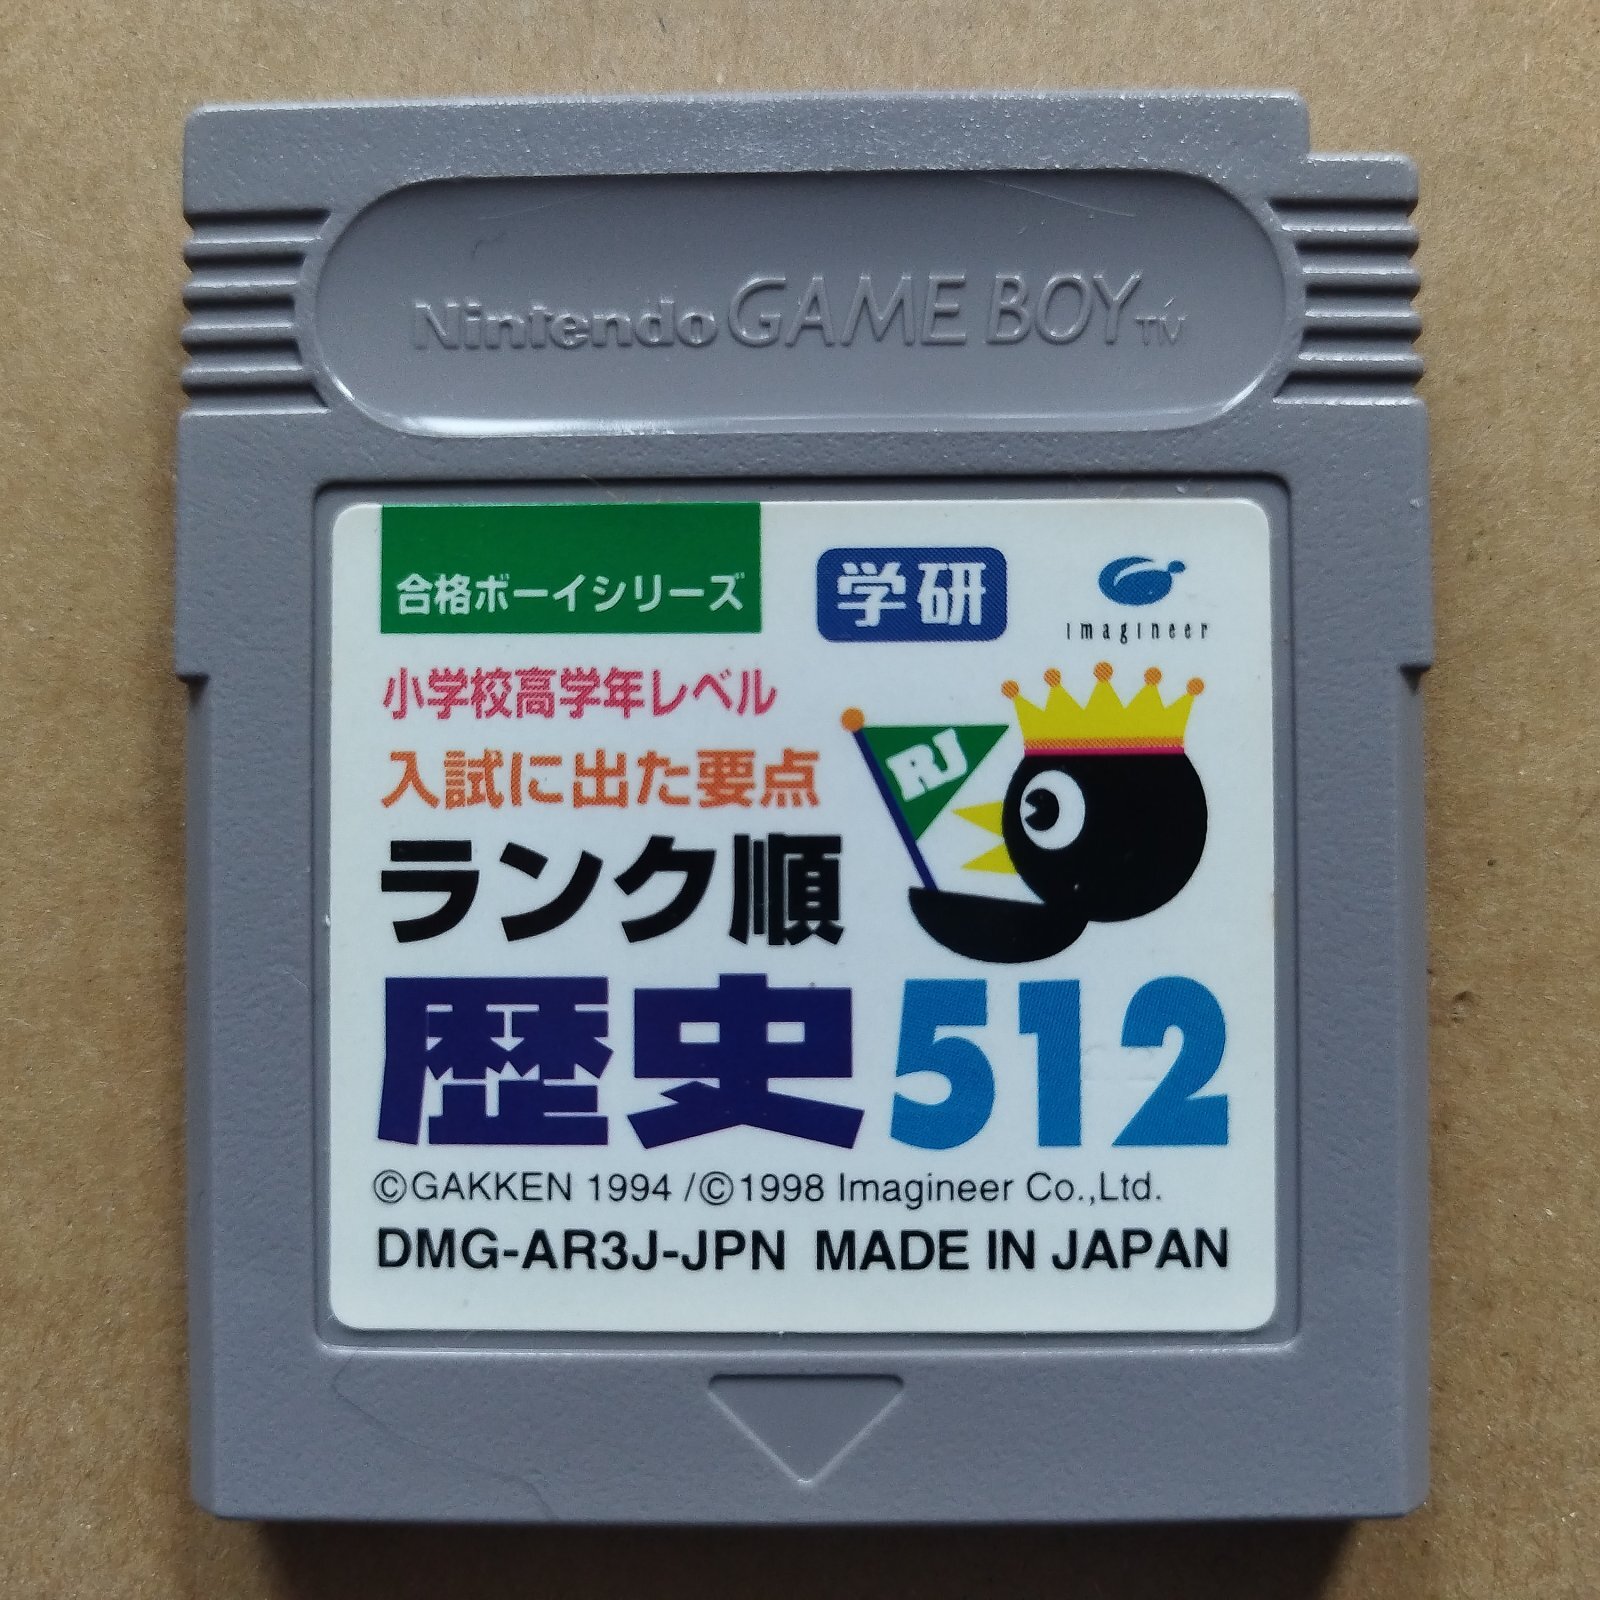 Nintendo GAME BOY TM
合格ボーイシリーズ
学研
imagineer
小学校高学年レベル
RJ
入試に出た要点
ランク順
歴史512
©GAKKEN 1994 /©1998 Imagineer Co.,Ltd.
DMG-AR3J-JPN MADE IN JAPAN